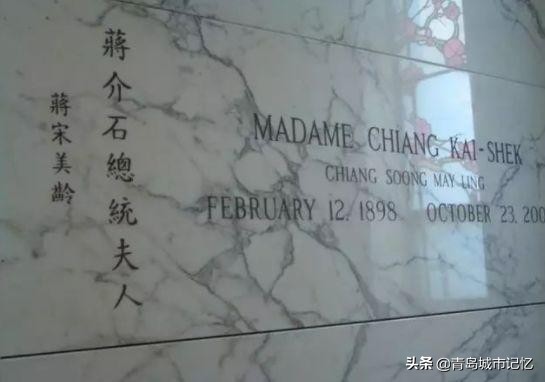 蔣介石總統夫人
蔣宋美齡
MADAME CHIANG KAI-SHEK
CHIANG SOONG MAY LING
FEBRUARY 12, 1898 OCTOBER 23, 200
头条 @青岛城市记忆